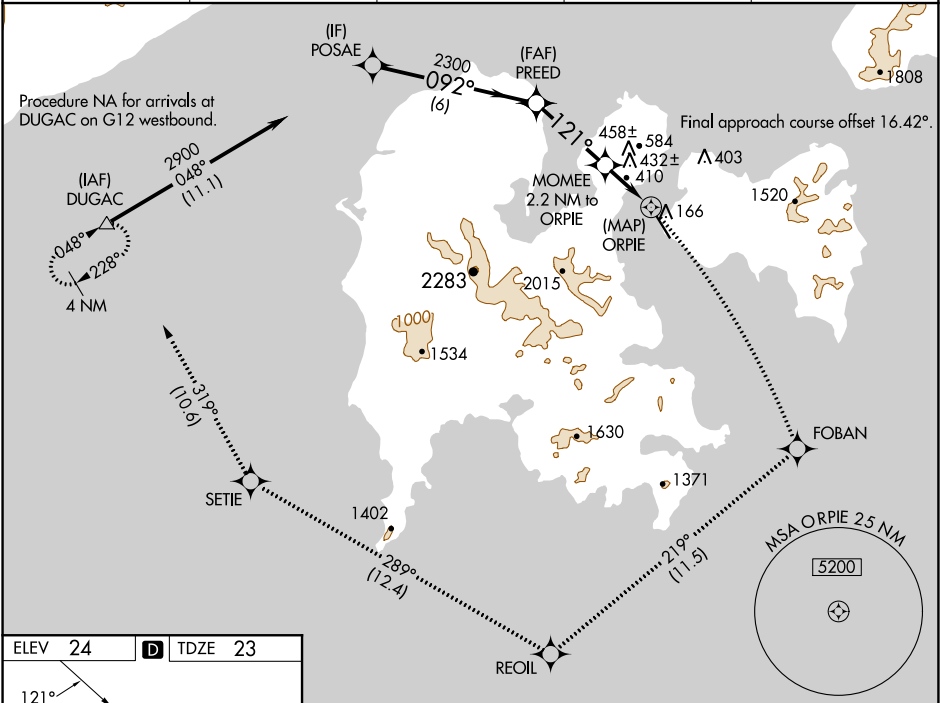 (IF)
POSAE
2300
092°
(6)
(FAF)
PREED
121°
1808
Procedure NA for arrivals at
DUGAC on G12 westbound.
Final approach course offset 16.42°.
2900
048°
(11.1)
(IAF)
DUGAC
048°
228°
4 NM
458±
584
432±
410
403
MOMEE
2.2 NM to
ORPIE
(MAP)
ORPIE
166
1520
2283
2015
1000
1534
319°
(10.6)
1630
FOBAN
SETIE
1371
1402
289°
(12.4)
219°
(11.5)
REOIL
MSA ORPIE 25 NM
5200
ELEV 24 D TDZE 23
121°